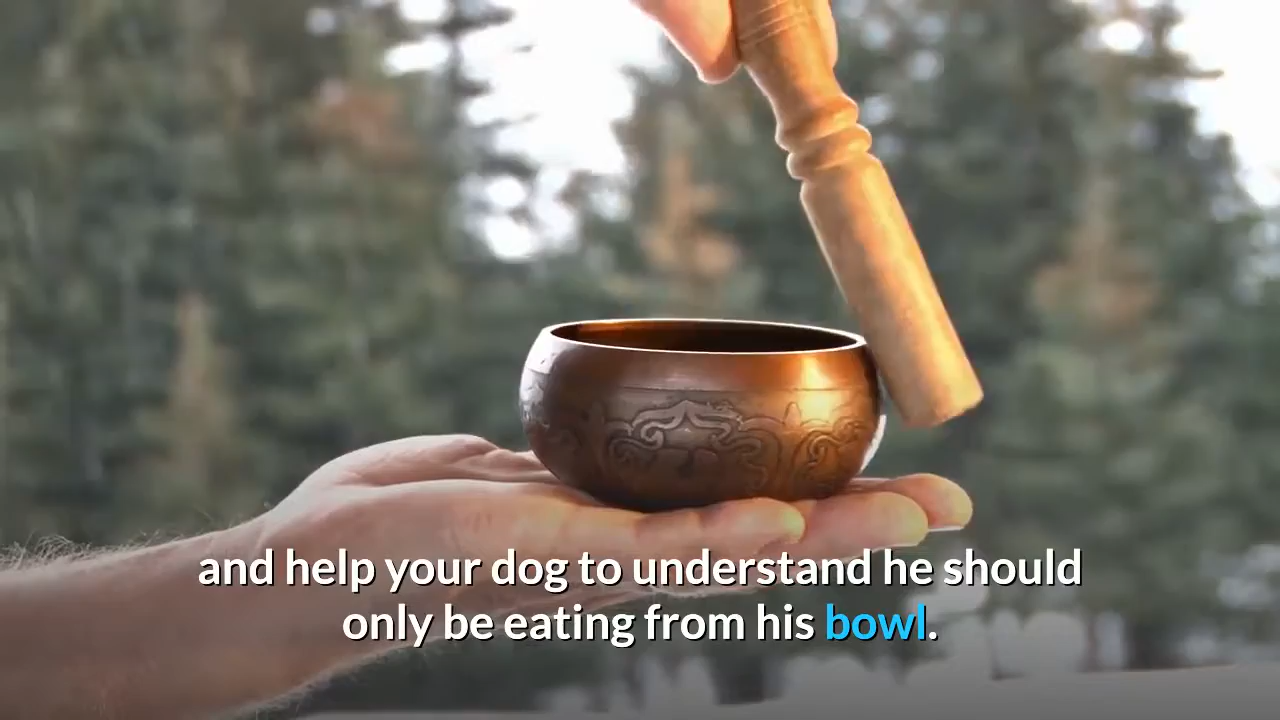 and help your dog to understand he should
only be eating from his bowl.